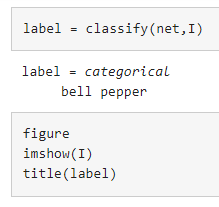 label = classify(net,I)
label = categorical
bell pepper
figure
imshow(I)
title(label)